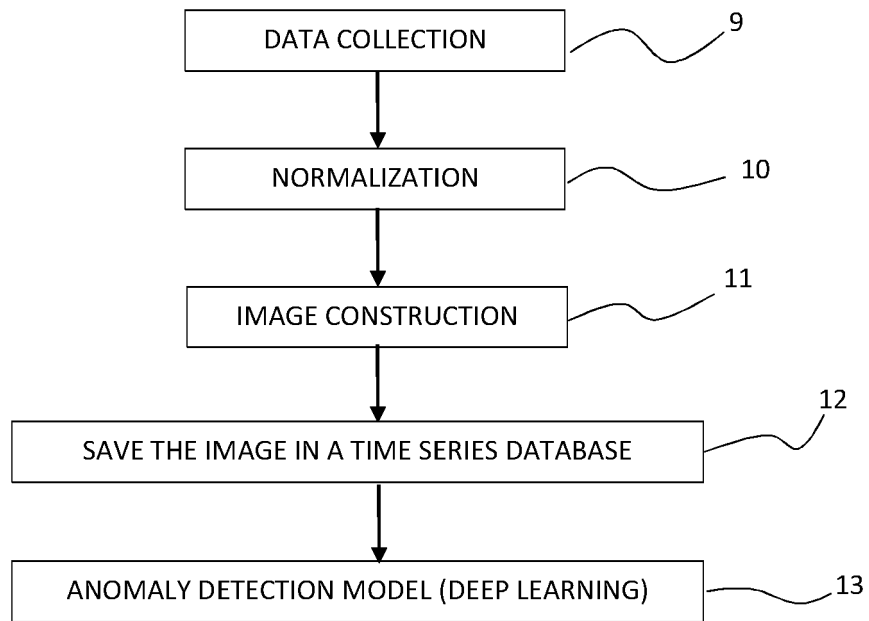 DATA COLLECTION
9
NORMALIZATION
10
IMAGE CONSTRUCTION
11
SAVE THE IMAGE IN A TIME SERIES DATABASE
12
ANOMALY DETECTION MODEL (DEEP LEARNING)
13